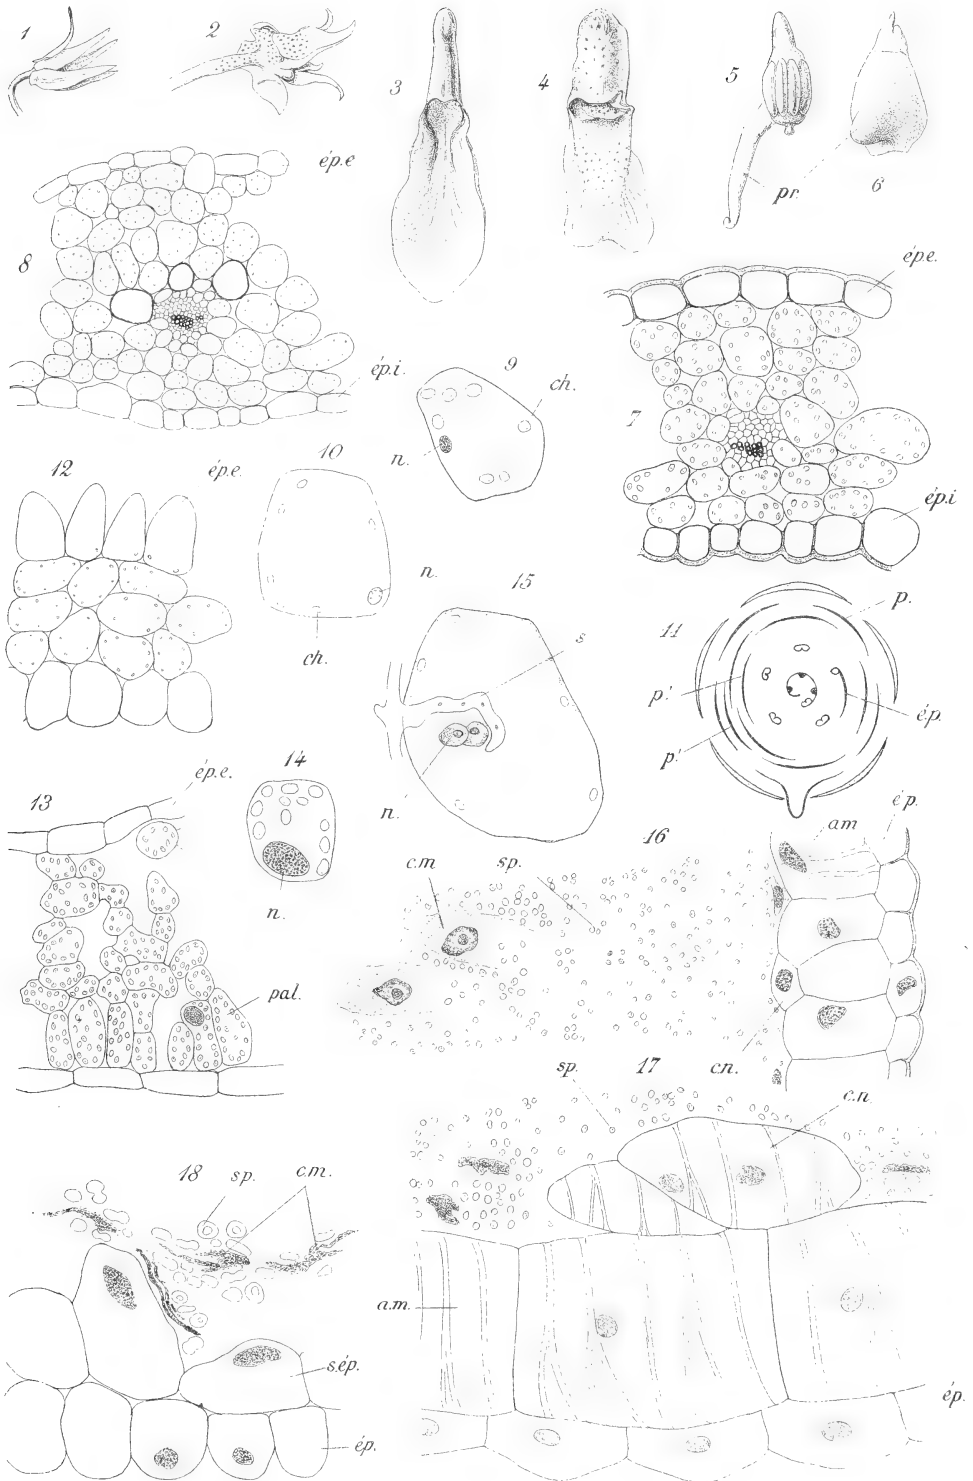 1
2
3
4
5
6
pr.
8
ép.e
ép.i.
7
ép.e.
ép.i
9
ch.
n.
10
n.
ch.
12
ép.e.
15
s
n.
11
p.
p!
p!
ép.
13
ép.e.
pal.
14
n.
16
c.m
sp.
am
ép.
c.n.
17
sp.
c.n
a.m.
ép.
18
sp.
c.m.
s.ép.
ép.